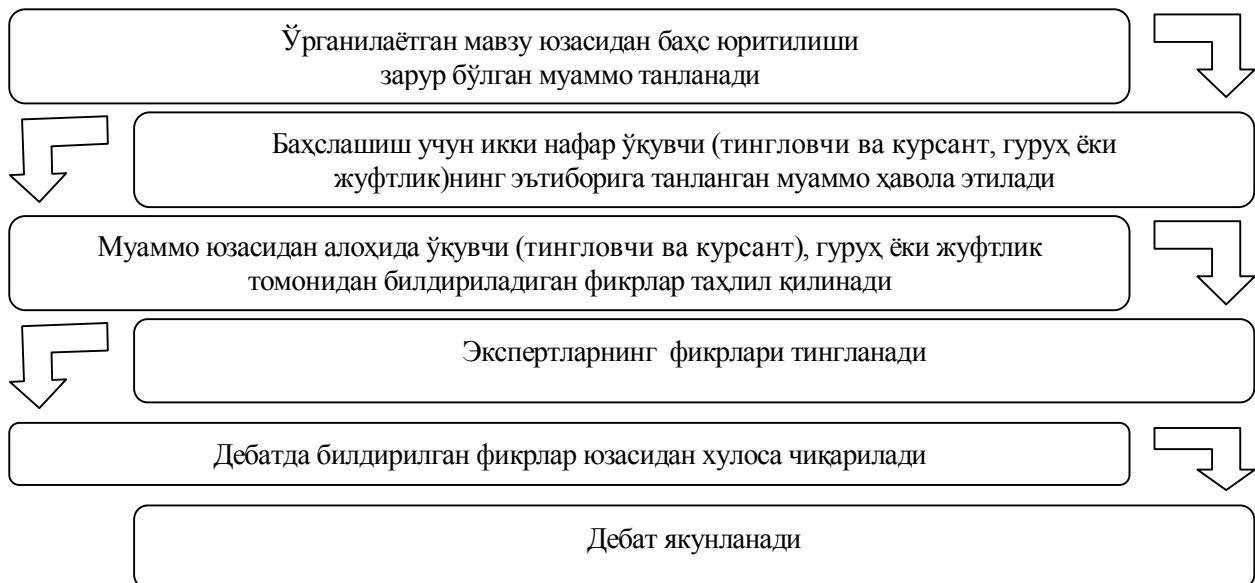 Ўрганилаётган мавзу юзасидан баҳс юритилиши
зарур бўлган муаммо танланади
Баҳслашиш учун икки нафар ўқувчи (тингловчи ва курсант, гуруҳ ёки
жуфтлик)нинг эътиборига танланган муаммо ҳавола этилади
Муаммо юзасидан алоҳида ўқувчи (тингловчи ва курсант), гуруҳ ёки жуфтлик
томонидан билдириладиган фикрлар таҳлил қилинади
Экспертларнинг фикрлари тингланади
Дебатда билдирилган фикрлар юзасидан хулоса чиқарилади
Дебат якунланади